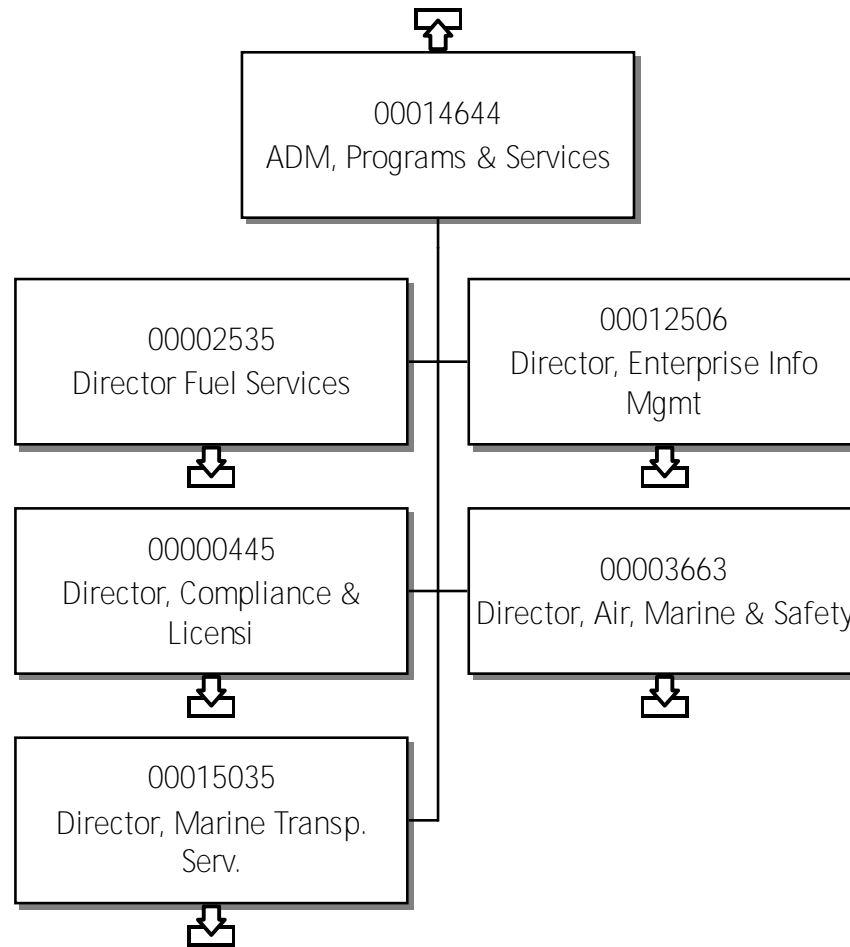 00014644
ADM, Programs & Services
00002535
Director Fuel Services
00012506
Director, Enterprise Info
Mgmt
00000445
Director, Compliance &
Licensi
00003663
Director, Air, Marine & Safety
00015035
Director, Marine Transp.
Serv.